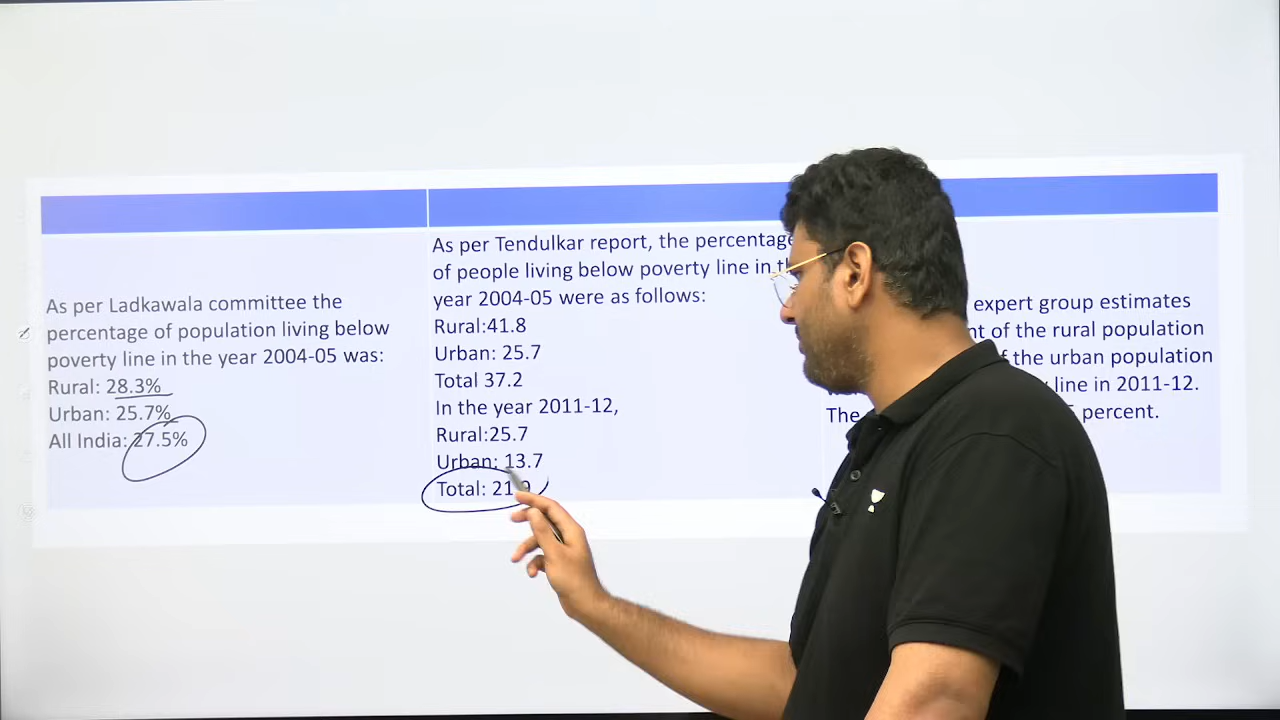 As per Ladkawala committee the
percentage of population living below
poverty line in the year 2004-05 was:
Rural: 28.3%
Urban: 25.7%
All India: 27.5%
As per Tendulkar report, the percentage
of people living below poverty line in
year 2004-05 were as follows:
Rural:41.8
Urban: 25.7
Total 37.2
In the year 2011-12,
Rural:25.7
Urban: 13.7
Total: 21.9
expert group estimates
of the rural population
of the urban population
line in 2011-12.
The percent.